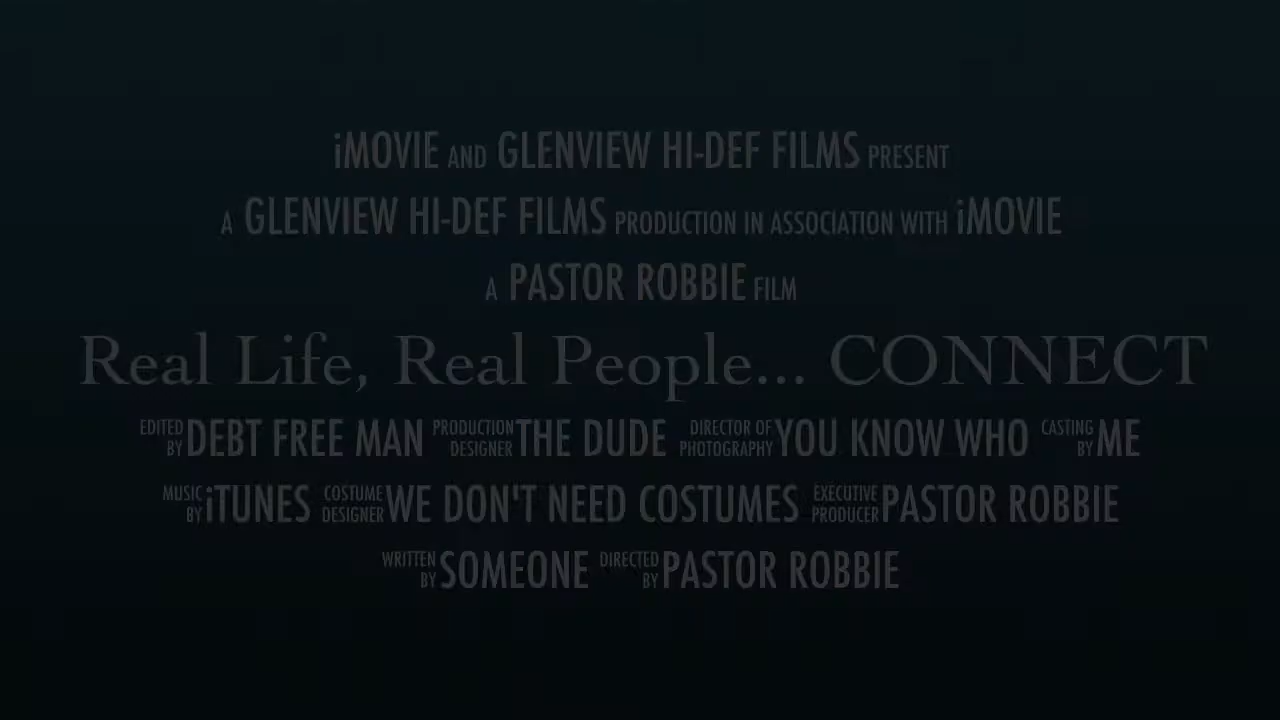 iMOVIE AND GLENVIEW HI-DEF FILMS PRESENT
A GLENVIEW HI-DEF FILMS PRODUCTION IN ASSOCIATION WITH iMOVIE
A PASTOR ROBBIE FILM
Real Life, Real People... CONNECT
EDITED BY DEBT FREE MAN PRODUCTION DESIGNER THE DUDE DIRECTOR OF PHOTOGRAPHY YOU KNOW WHO CASTING BY ME
MUSIC BY iTUNES COSTUME DESIGNER WE DON'T NEED COSTUMES EXECUTIVE PRODUCER PASTOR ROBBIE
WRITTEN BY SOMEONE DIRECTED BY PASTOR ROBBIE